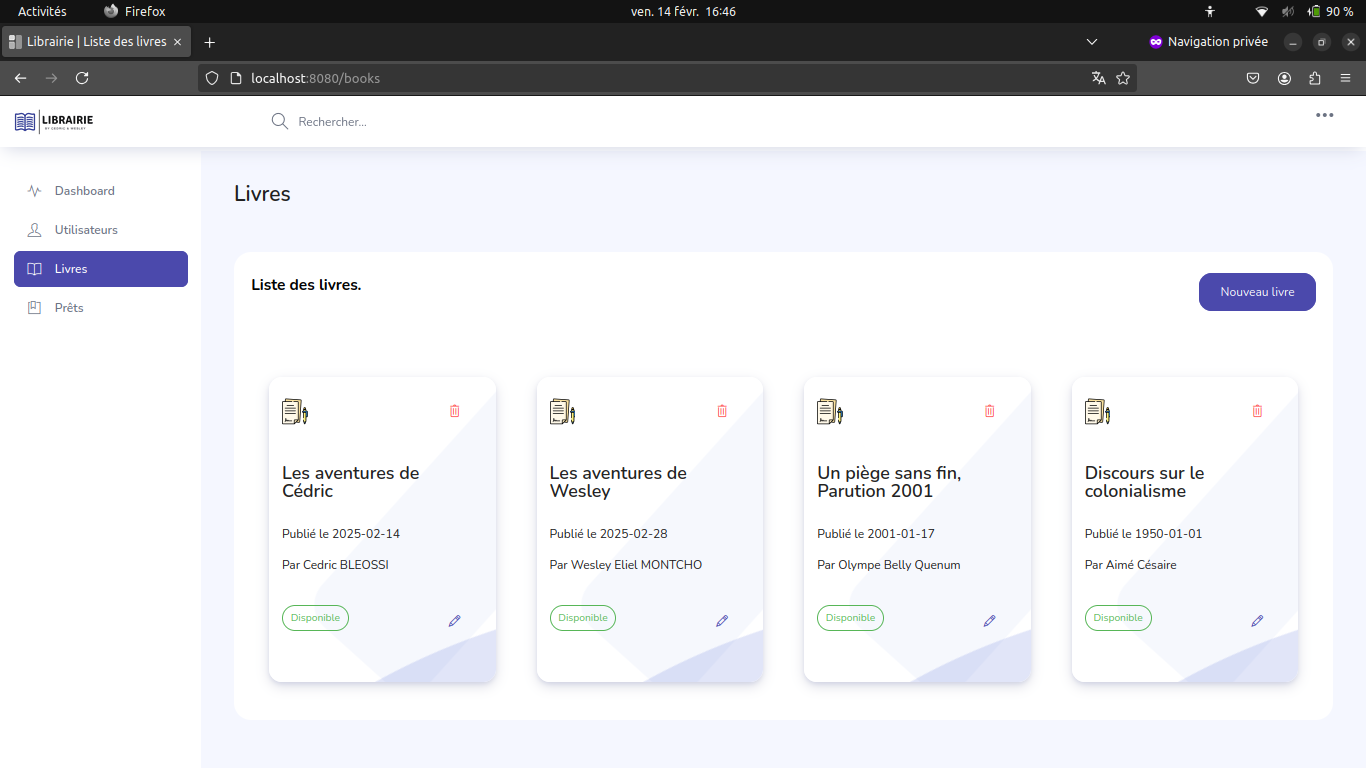 Activités Firefox ven. 14 févr. 16:46 90 %
Librairie | Liste des livres Navigation privée
localhost:8080/books
LIBRAIRIE
BY CEDRIC & WESLEY
Rechercher...
Dashboard
Utilisateurs
Livres
Prêts
Livres
Liste des livres.
Nouveau livre
Les aventures de
Cédric
Publié le 2025-02-14
Par Cedric BLEOSSI
Disponible
Les aventures de
Wesley
Publié le 2025-02-28
Par Wesley Eliel MONTCHO
Disponible
Un piège sans fin,
Parution 2001
Publié le 2001-01-17
Par Olympe Belly Quenum
Disponible
Discours sur le
colonialisme
Publié le 1950-01-01
Par Aimé Césaire
Disponible